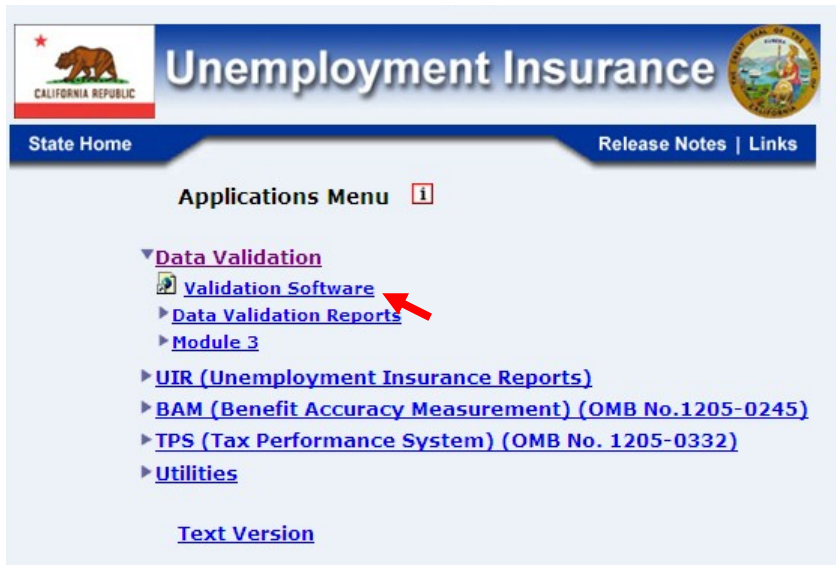 Unemployment Insurance
CALIFORNIA REPUBLIC
State Home
Release Notes | Links
Applications Menu i
Data Validation
Validation Software
Data Validation Reports
Module 3
UIR (Unemployment Insurance Reports)
BAM (Benefit Accuracy Measurement) (OMB No.1205-0245)
TPS (Tax Performance System) (OMB No. 1205-0332)
Utilities
Text Version